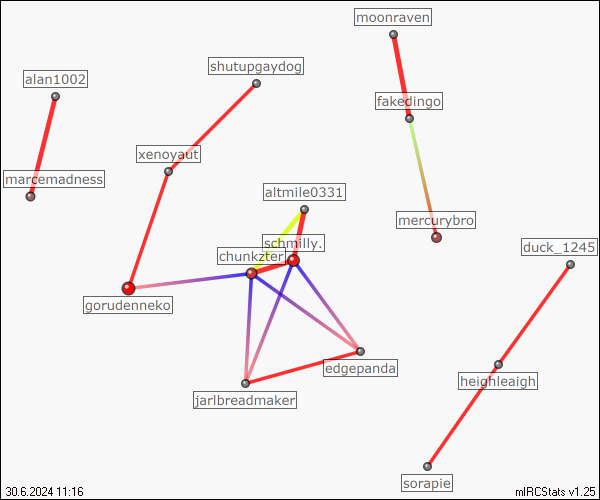 moonraven
shutupgaydog
alan1002
fakedingo
xenoyaut
marcemadness
altmile0331
mercurybro
schmilly.
duck_1245
chunkzter
gorudenneko
edgepanda
heighleaigh
jarlbreadmaker
sorapie
30.6.2024 11:16
mIRCStats v1.25